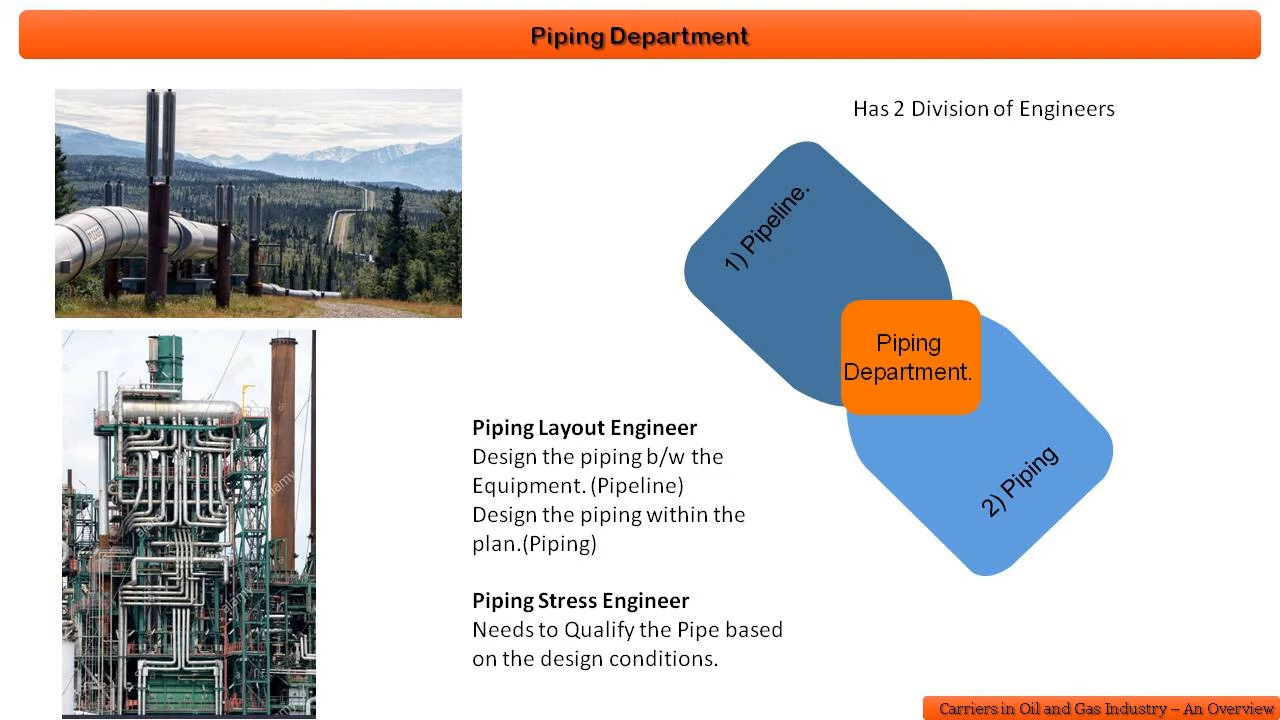 Piping Department
Has 2 Division of Engineers
1) Pipeline.
Piping
Department.
2) Piping
Piping Layout Engineer
Design the piping b/w the
Equipment. (Pipeline)
Design the piping within the
plan.(Piping)
Piping Stress Engineer
Needs to Qualify the Pipe based
on the design conditions.
alamy
alamy
Carriers in Oil and Gas Industry – An Overview